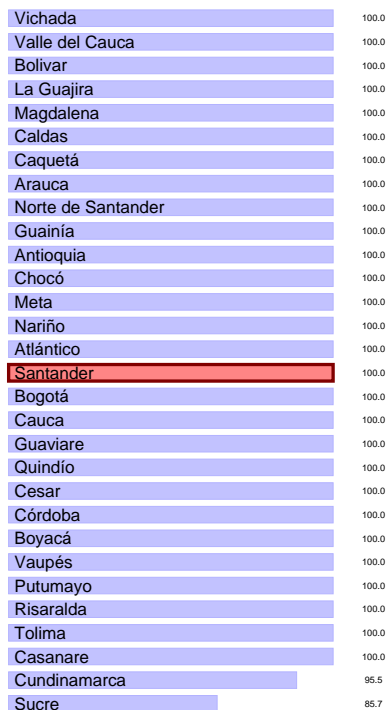 Vichada 100.0
Valle del Cauca 100.0
Bolivar 100.0
La Guajira 100.0
Magdalena 100.0
Caldas 100.0
Caquetá 100.0
Arauca 100.0
Norte de Santander 100.0
Guainía 100.0
Antioquia 100.0
Chocó 100.0
Meta 100.0
Nariño 100.0
Atlántico 100.0
Santander 100.0
Bogotá 100.0
Cauca 100.0
Guaviare 100.0
Quindío 100.0
Cesar 100.0
Córdoba 100.0
Boyacá 100.0
Vaupés 100.0
Putumayo 100.0
Risaralda 100.0
Tolima 100.0
Casanare 100.0
Cundinamarca 95.5
Sucre 85.7